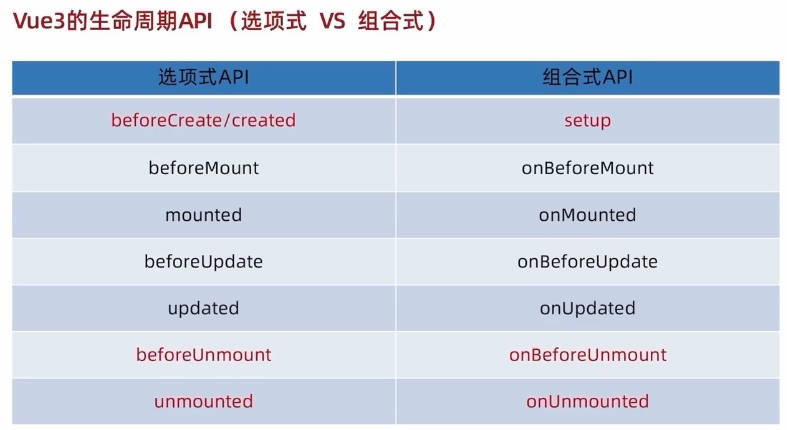 Vue3的生命周期API (选项式 VS 组合式)
选项式API 组合式API
beforeCreate/created setup
beforeMount onBeforeMount
mounted onMounted
beforeUpdate onBeforeUpdate
updated onUpdated
beforeUnmount onBeforeUnmount
unmounted onUnmounted